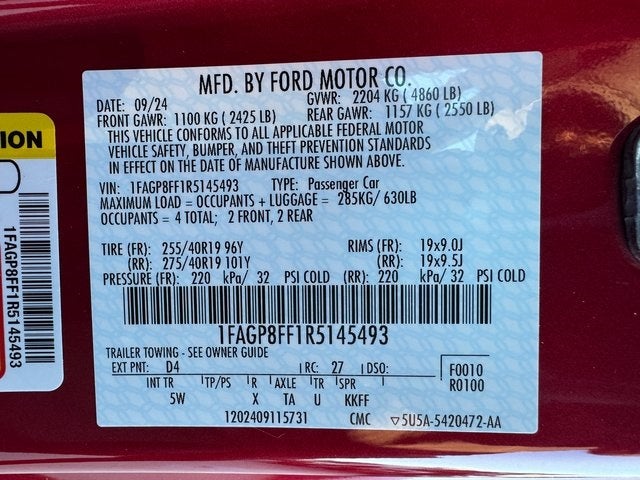 MFD. BY FORD MOTOR CO.
DATE: 09/24 GVWR: 2204 KG ( 4860 LB)
FRONT GAWR: 1100 KG ( 2425 LB) REAR GAWR: 1157 KG ( 2550 LB)
THIS VEHICLE CONFORMS TO ALL APPLICABLE FEDERAL MOTOR
VEHICLE SAFETY, BUMPER, AND THEFT PREVENTION STANDARDS
IN EFFECT ON THE DATE OF MANUFACTURE SHOWN ABOVE.
VIN: 1FAGP8FF1R5145493 TYPE: Passenger Car
MAXIMUM LOAD = OCCUPANTS + LUGGAGE = 285KG/ 630LB
OCCUPANTS = 4 TOTAL; 2 FRONT, 2 REAR
TIRE (FR): 255/40R19 96Y RIMS (FR): 19x9.0J
(RR): 275/40R19 101Y (RR): 19x9.5J
PRESSURE (FR): 220 kPa/ 32 PSI COLD (RR): 220 kPa/ 32 PSI COLD
1FAGP8FF1R5145493
TRAILER TOWING - SEE OWNER GUIDE
EXT PNT: D4 RC: 27 DSO: F0010
R0100
INT TR TP/PS R AXLE TR SPR
5W X TA U KKFF
1202409115731 CMC ▽5U5A-5420472-AA
ION
1FAGP8FF1R5145493